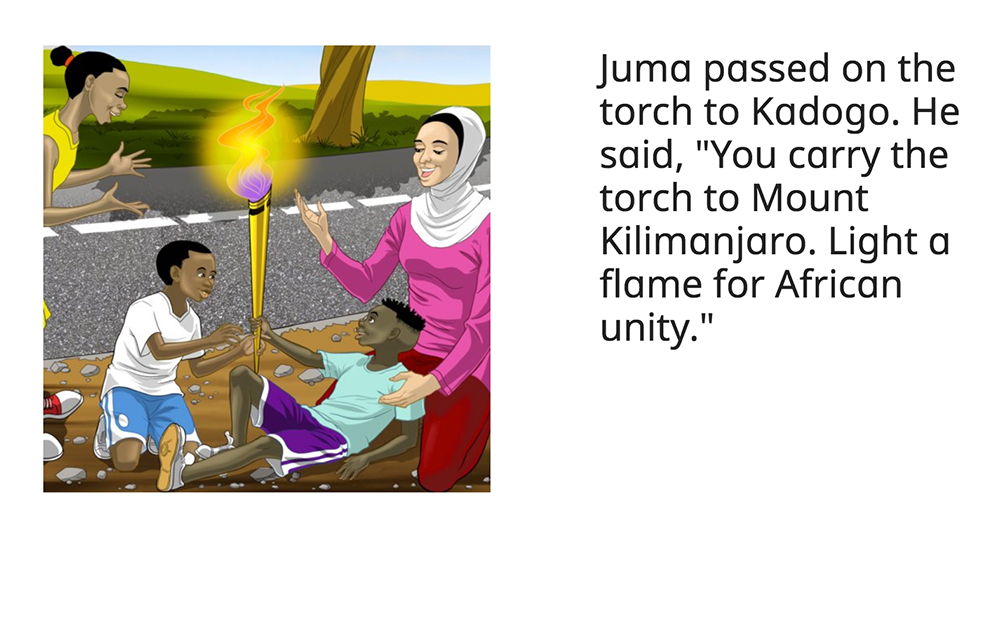 Juma passed on the
torch to Kadogo. He
said, "You carry the
torch to Mount
Kilimanjaro. Light a
flame for African
unity."